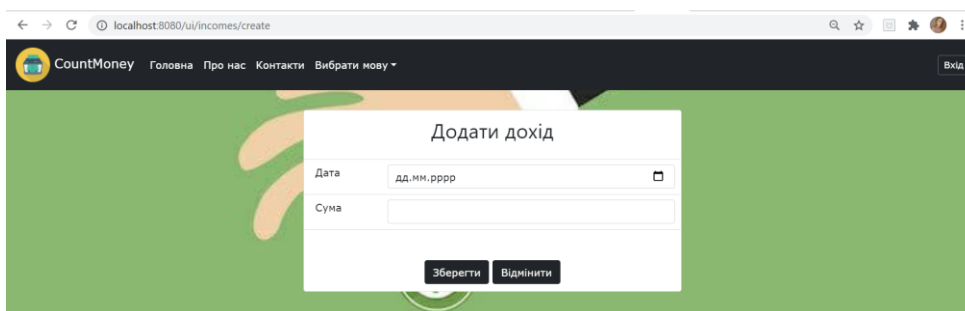 localhost:8080/ui/incomes/create
CountMoney Головна Про нас Контакти Вибрати мову Вхід
Додати дохід
Дата дд.мм.рррр
Сума
Зберегти Відмінити